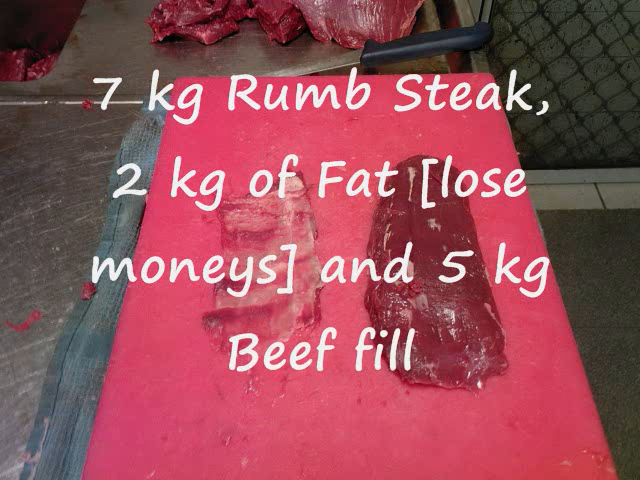 7 kg Rumb Steak,
2 kg of Fat [lose
moneys] and 5 kg
Beef fill